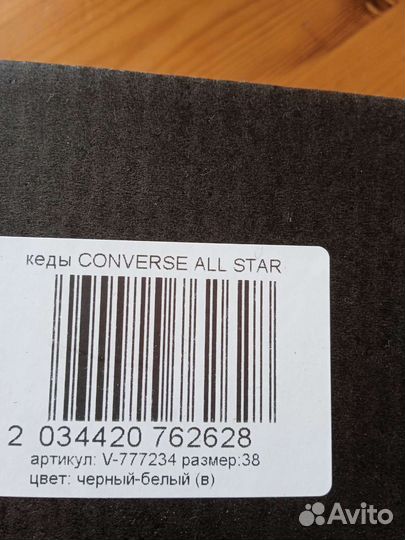 кеды CONVERSE ALL STAR
2 034420 762628
артикул: V-777234 размер:38
цвет: черный-белый (в)
Avito